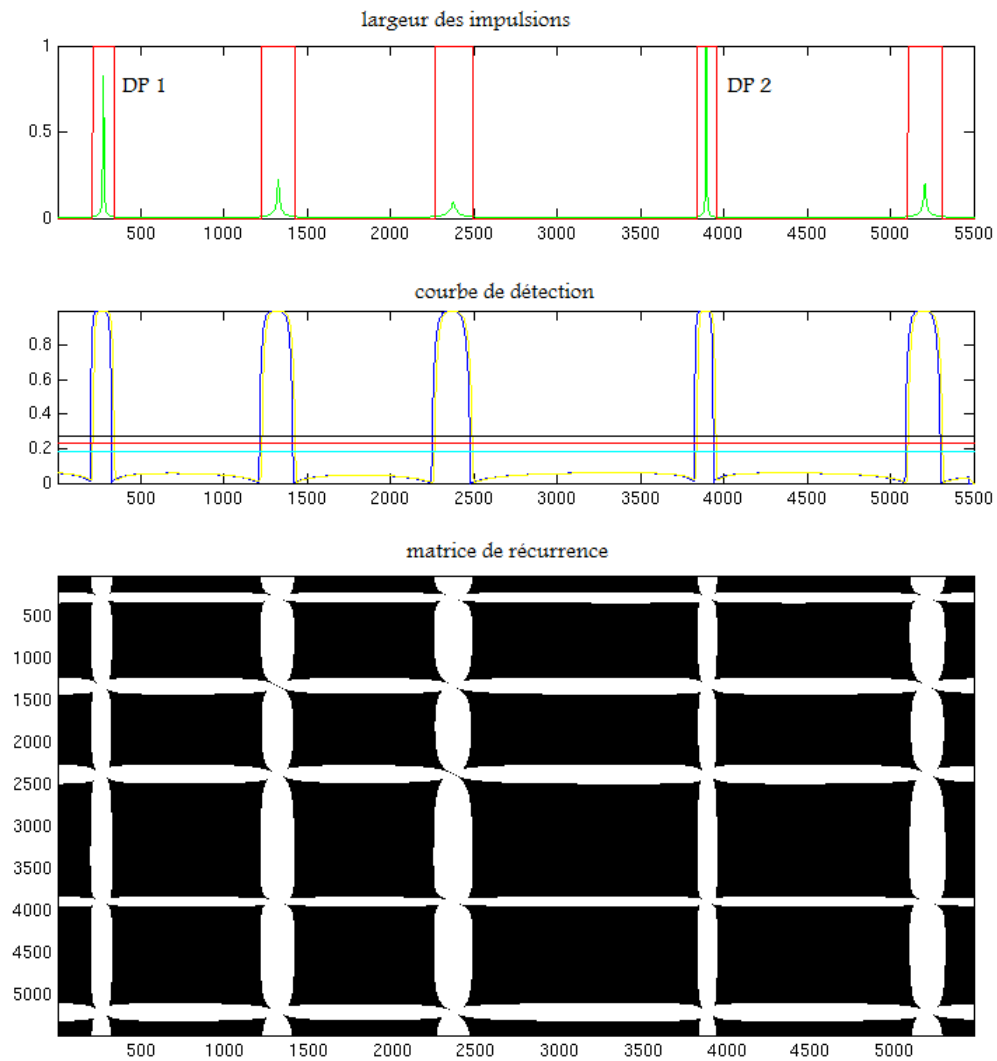 largeur des impulsions
1
DP 1
DP 2
0.5
0
500 1000 1500 2000 2500 3000 3500 4000 4500 5000 5500
courbe de détection
0.8
0.6
0.4
0.2
0
500 1000 1500 2000 2500 3000 3500 4000 4500 5000 5500
matrice de récurrence
500
1000
1500
2000
2500
3000
3500
4000
4500
5000
500 1000 1500 2000 2500 3000 3500 4000 4500 5000